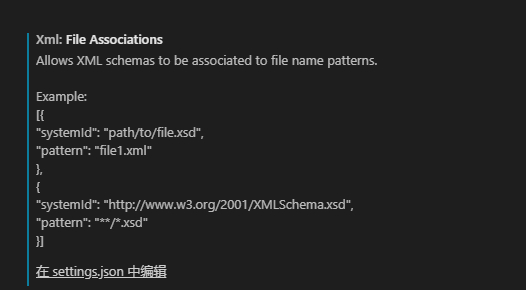 Xml: File Associations
Allows XML schemas to be associated to file name patterns.
Example:
[{
"systemId": "path/to/file.xsd",
"pattern": "file1.xml"
},
{
"systemId": "http://www.w3.org/2001/XMLSchema.xsd",
"pattern": "**/*.xsd"
}]
在 settings.json 中编辑